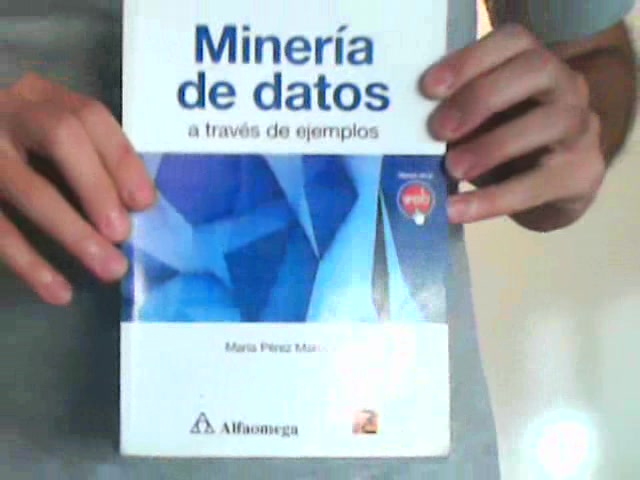 Minería
de datos
a través de ejemplos
web
María Pérez
Alfaomega